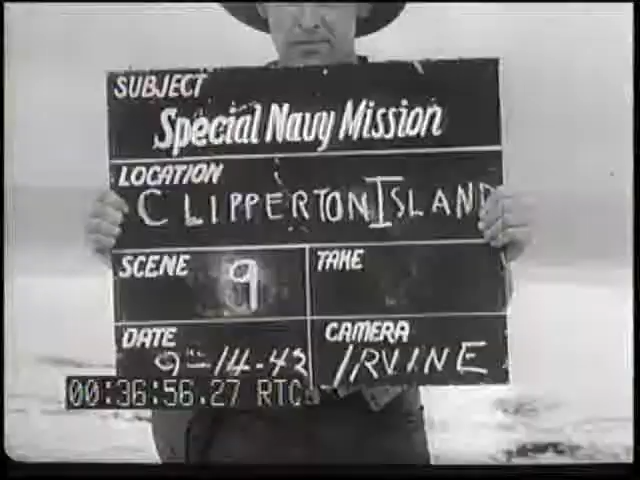 SUBJECT
Special Navy Mission
LOCATION
CLIPPERTON ISLAND
SCENE 9 TAKE
DATE CAMERA
9-14-43 IRVINE
00:36:56.27 RTC